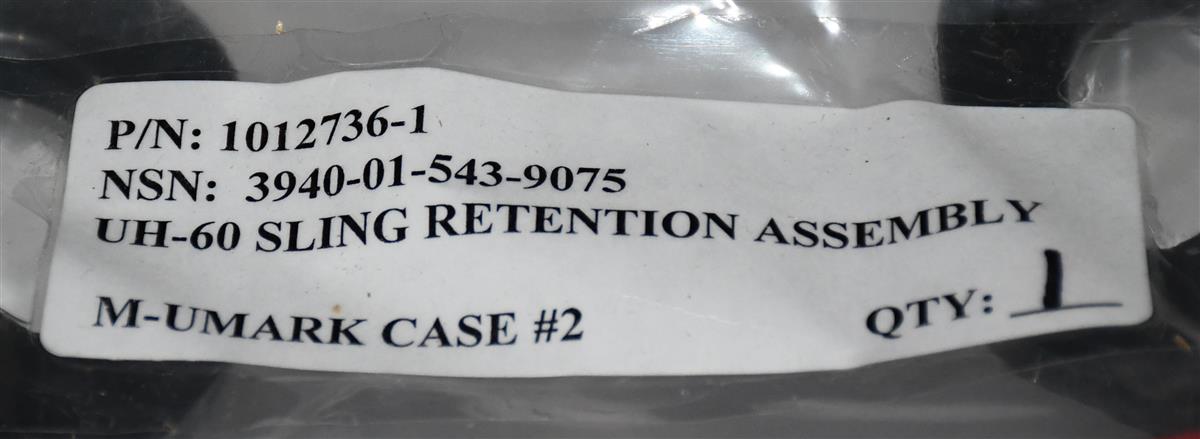 P/N: 1012736-1
NSN: 3940-01-543-9075
UH-60 SLING RETENTION ASSEMBLY
M-UMARK CASE #2 QTY: 1